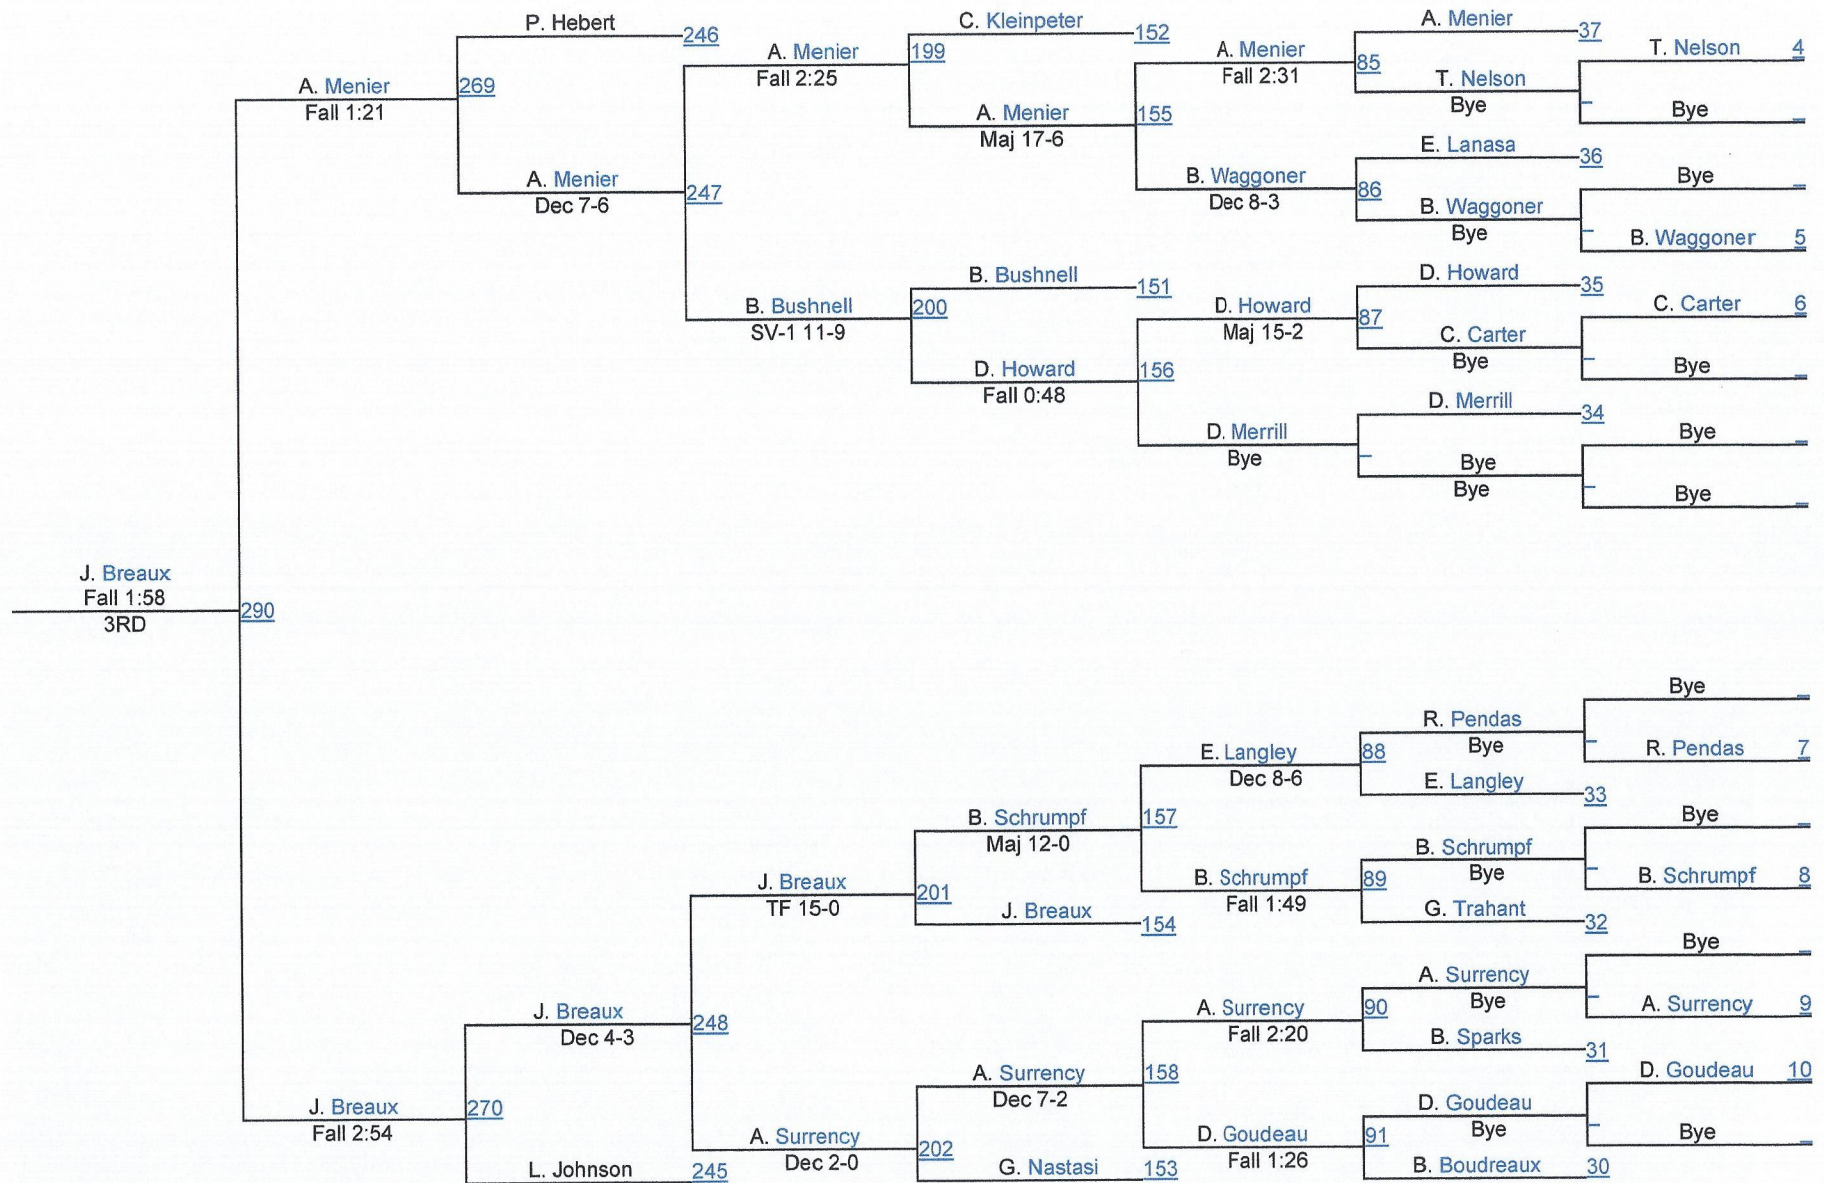 P. Hebert 246
A. Menier 269
Fall 1:21
A. Menier 247
Dec 7-6
A. Menier 199
Fall 2:25
C. Kleinpeter 152
A. Menier 155
Maj 17-6
A. Menier 85
Fall 2:31
A. Menier 37
T. Nelson
Bye
T. Nelson 4
Bye
B. Waggoner 86
Dec 8-3
E. Lanasa 36
B. Waggoner
Bye
Bye
B. Waggoner 5
B. Bushnell 200
SV-1 11-9
B. Bushnell 151
D. Howard 156
Fall 0:48
D. Howard 87
Maj 15-2
D. Howard 35
C. Carter
Bye
C. Carter 6
Bye
D. Merrill
Bye
D. Merrill 34
Bye
Bye
Bye
Bye
J. Breaux
Fall 1:58
290
3RD
J. Breaux 270
Fall 2:54
J. Breaux 248
Dec 4-3
L. Johnson 245
J. Breaux 201
TF 15-0
A. Surrency 202
Dec 2-0
B. Schrumpf 157
Maj 12-0
J. Breaux 154
A. Surrency 158
Dec 7-2
G. Nastasi 153
E. Langley 88
Dec 8-6
B. Schrumpf 89
Fall 1:49
A. Surrency 90
Fall 2:20
D. Goudeau 91
Fall 1:26
R. Pendas
Bye
E. Langley 33
B. Schrumpf
Bye
G. Trahant 32
A. Surrency
Bye
B. Sparks 31
D. Goudeau
Bye
B. Boudreaux 30
Bye
R. Pendas 7
Bye
B. Schrumpf 8
Bye
A. Surrency 9
D. Goudeau 10
Bye